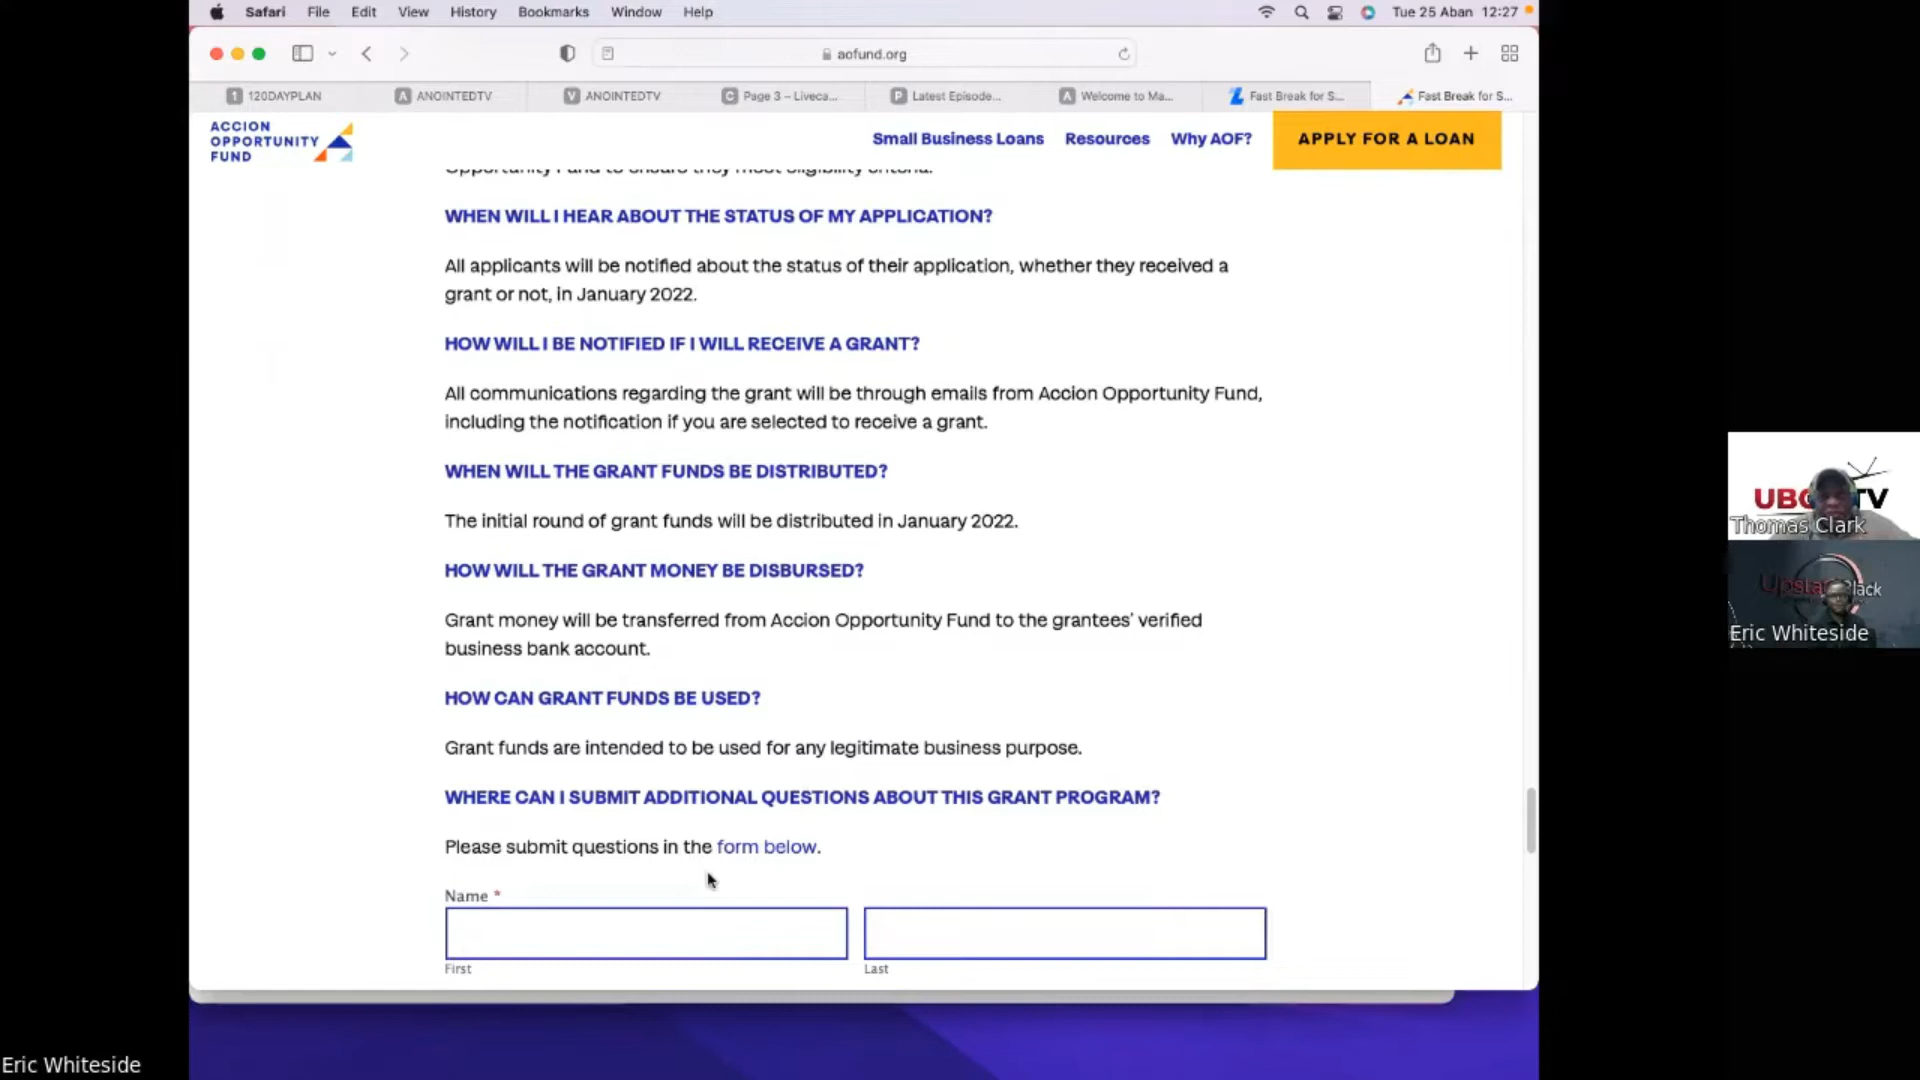 Safari File Edit View History Bookmarks Window Help Tue 25 Aban 12:27
aofund.org
1 120DAYPLAN A ANOINTEDTV V ANOINTEDTV C Page 3 – Liveca... P Latest Episode... A Welcome to Ma... Fast Break for S... Fast Break for S...
ACCION
OPPORTUNITY
FUND
Small Business Loans Resources Why AOF? APPLY FOR A LOAN
Opportunity Fund to ensure they meet eligibility criteria.
WHEN WILL I HEAR ABOUT THE STATUS OF MY APPLICATION?
All applicants will be notified about the status of their application, whether they received a
grant or not, in January 2022.
HOW WILL I BE NOTIFIED IF I WILL RECEIVE A GRANT?
All communications regarding the grant will be through emails from Accion Opportunity Fund,
including the notification if you are selected to receive a grant.
WHEN WILL THE GRANT FUNDS BE DISTRIBUTED?
The initial round of grant funds will be distributed in January 2022.
HOW WILL THE GRANT MONEY BE DISBURSED?
Grant money will be transferred from Accion Opportunity Fund to the grantees' verified
business bank account.
HOW CAN GRANT FUNDS BE USED?
Grant funds are intended to be used for any legitimate business purpose.
WHERE CAN I SUBMIT ADDITIONAL QUESTIONS ABOUT THIS GRANT PROGRAM?
Please submit questions in the form below.
Name *
First Last
Thomas Clark
Eric Whiteside
Eric Whiteside